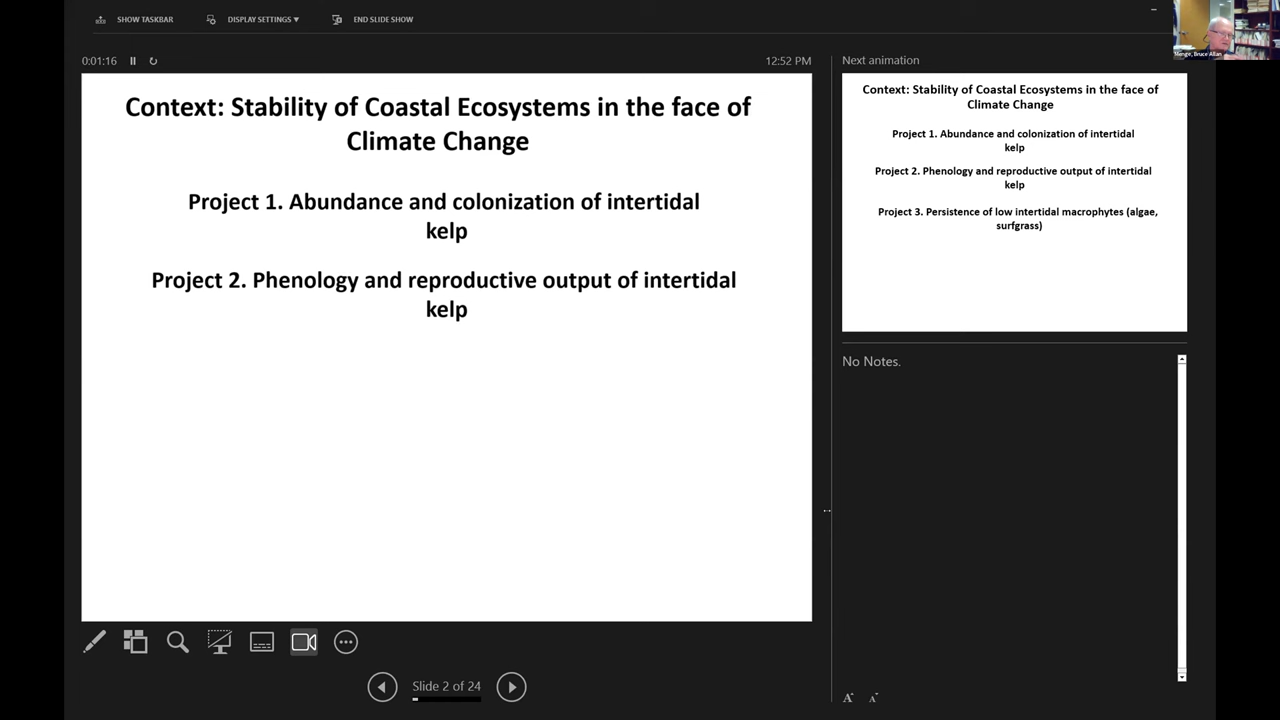 SHOW TASKBAR
DISPLAY SETTINGS ▼
END SLIDE SHOW
Menge, Bruce Allan
0:01:16
12:52 PM
Context: Stability of Coastal Ecosystems in the face of
Climate Change
Project 1. Abundance and colonization of intertidal
kelp
Project 2. Phenology and reproductive output of intertidal
kelp
Slide 2 of 24
Next animation
Context: Stability of Coastal Ecosystems in the face of
Climate Change
Project 1. Abundance and colonization of intertidal
kelp
Project 2. Phenology and reproductive output of intertidal
kelp
Project 3. Persistence of low intertidal macrophytes (algae,
surfgrass)
No Notes.
A
A